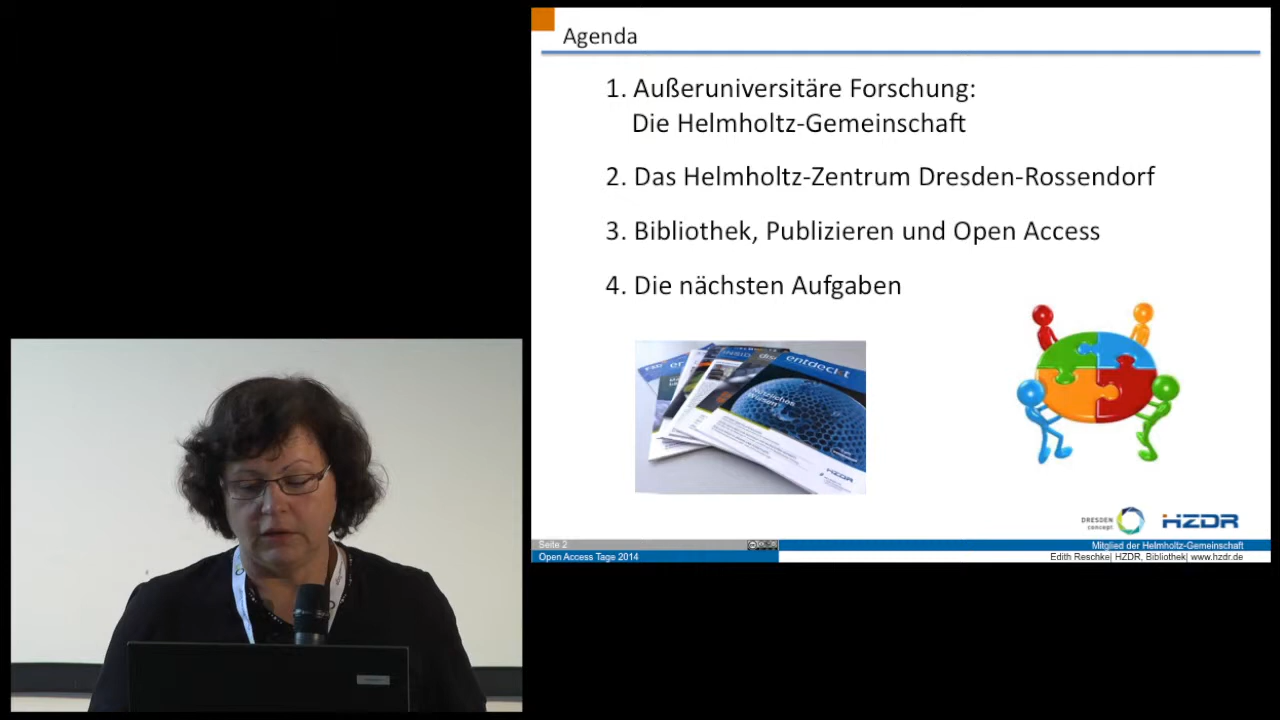 Agenda
1. Außeruniversitäre Forschung:
Die Helmholtz-Gemeinschaft
2. Das Helmholtz-Zentrum Dresden-Rossendorf
3. Bibliothek, Publizieren und Open Access
4. Die nächsten Aufgaben
entdeckt
HZDR
DRESDEN
concept
HZDR
Seite 2
Mitglied der Helmholtz-Gemeinschaft
Open Access Tage 2014
Edith Reschke| HZDR, Bibliothek| www.hzdr.de